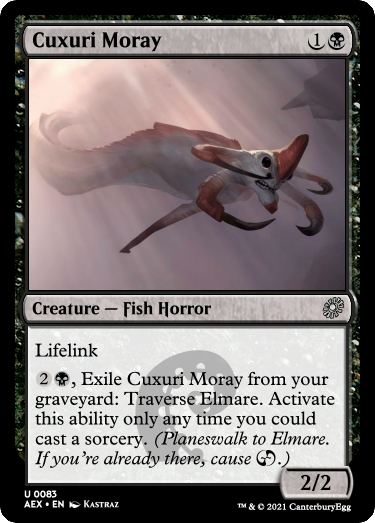 Cuxuri Moray 1
Creature — Fish Horror
Lifelink
2, Exile Cuxuri Moray from your
graveyard: Traverse Elmare. Activate
this ability only any time you could
cast a sorcery. (Planeswalk to Elmare.
If you're already there, cause .)
2/2
U 0083
AEX • EN Kastraz
™ & © 2021 CanterburyEgg